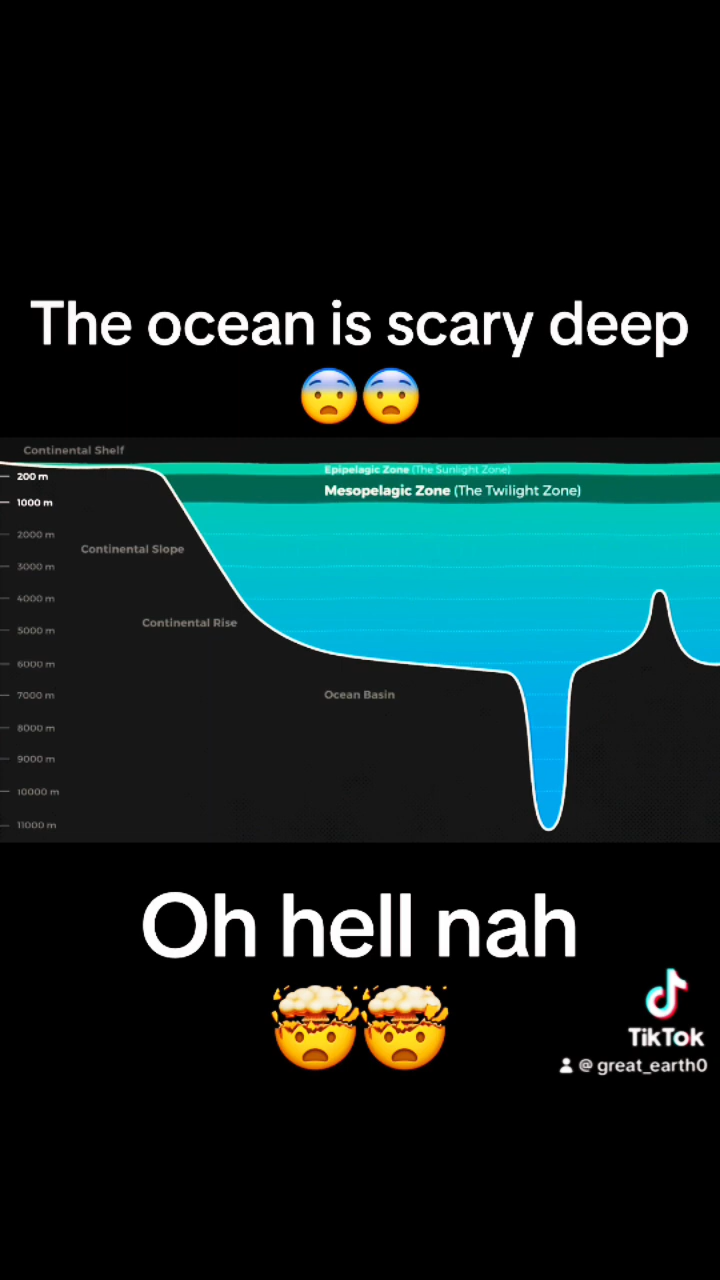 The ocean is scary deep
😨😨
Continental Shelf
Epipelagic Zone (The Sunlight Zone)
200 m
Mesopelagic Zone (The Twilight Zone)
1000 m
2000 m
Continental Slope
3000 m
4000 m
Continental Rise
5000 m
6000 m
Ocean Basin
7000 m
8000 m
9000 m
10000 m
11000 m
Oh hell nah
🤯🤯
TikTok
@ great_earth0